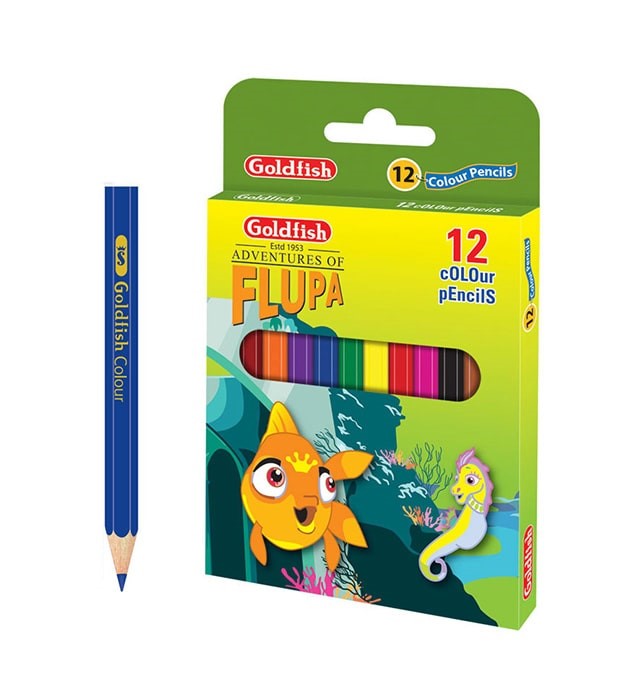 Goldfish
12 Colour Pencils
Goldfish
12 cOLOur pEncilS
Goldfish
Estd 1953
ADVENTURES OF
FLUPA
12
cOLOur
pEncilS
12 Colour Pencils
Goldfish
Goldfish Colour